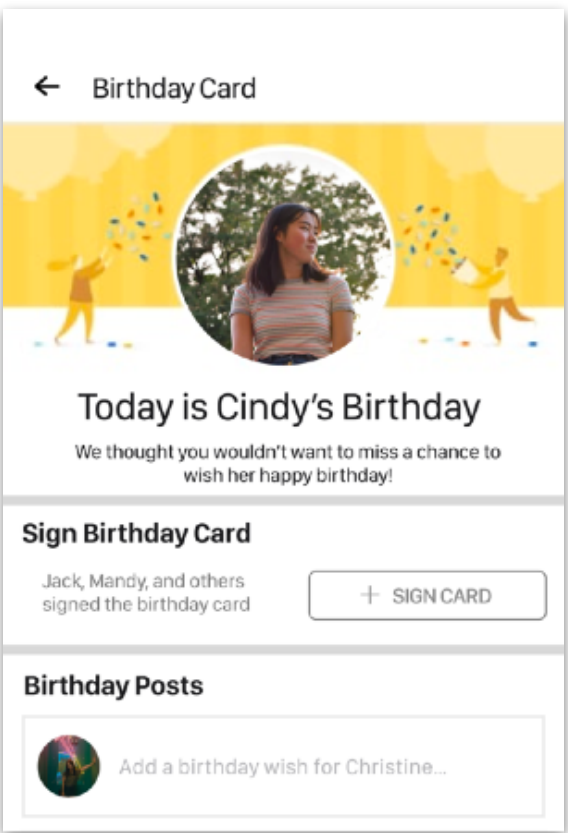 Birthday Card
Today is Cindy's Birthday
We thought you wouldn't want to miss a chance to
wish her happy birthday!
Sign Birthday Card
Jack, Mandy, and others
signed the birthday card
+ SIGN CARD
Birthday Posts
Add a birthday wish for Christine...